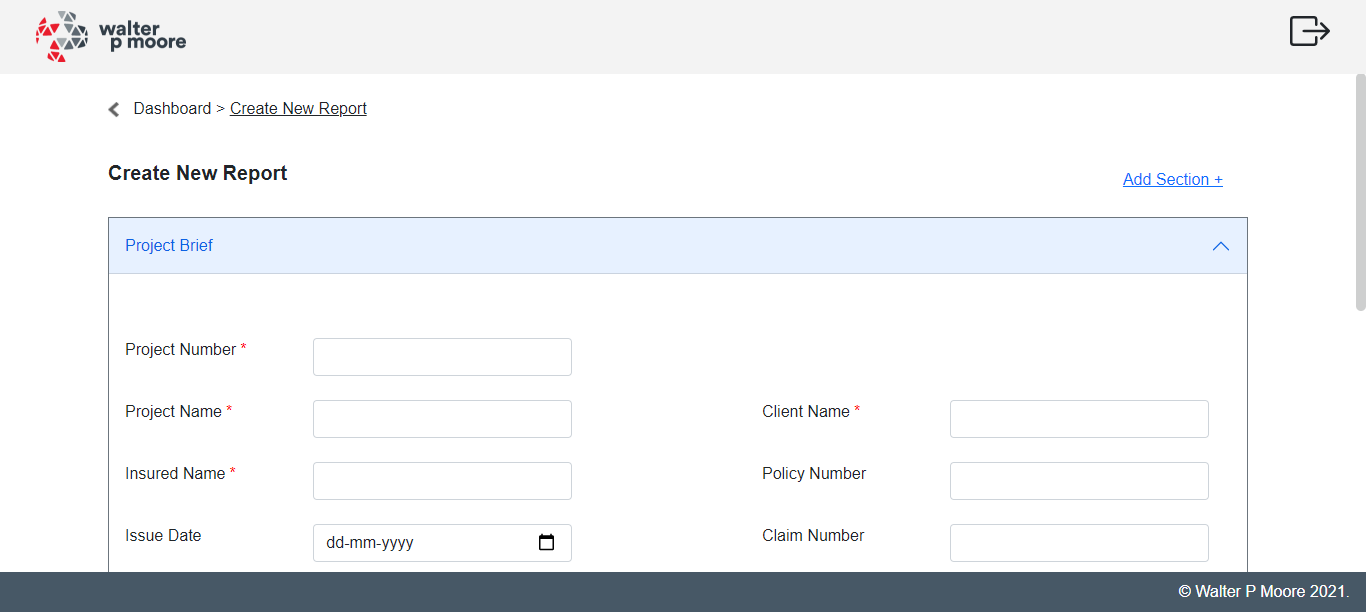 walter
p moore
Dashboard > Create New Report
Create New Report
Add Section +
Project Brief
Project Number *
Project Name *
Client Name *
Insured Name *
Policy Number
Issue Date
dd-mm-yyyy
Claim Number
© Walter P Moore 2021.